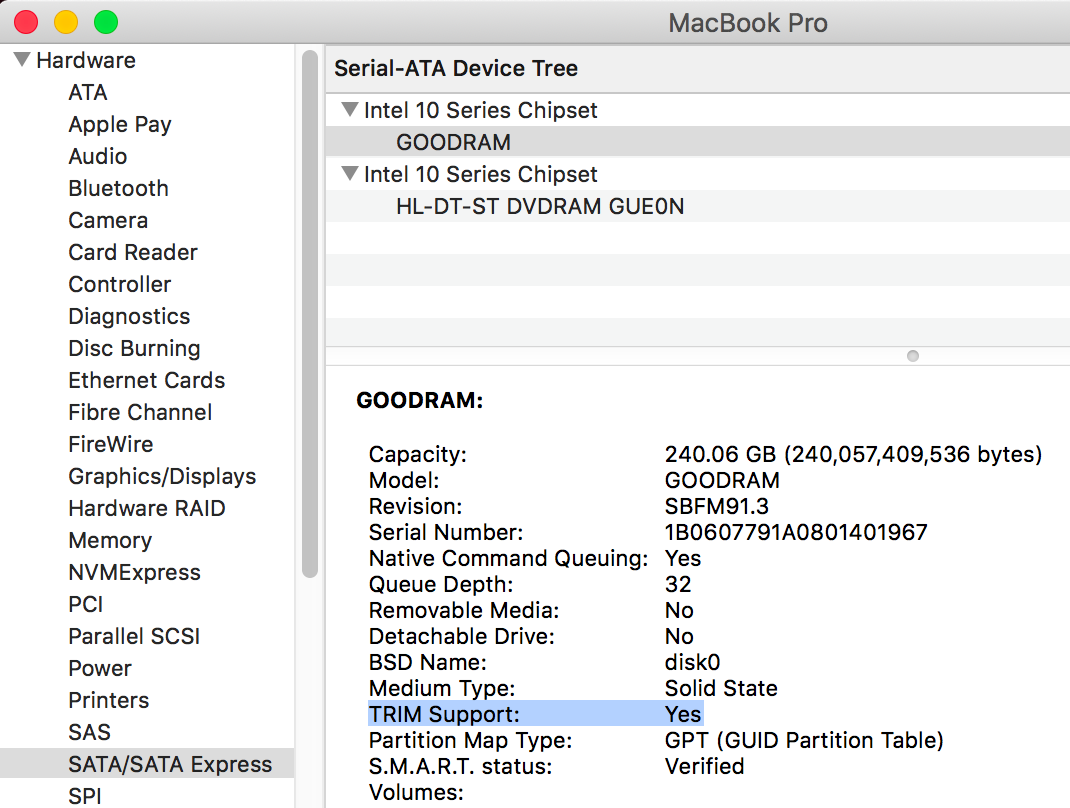 MacBook Pro
Hardware
ATA
Apple Pay
Audio
Bluetooth
Camera
Card Reader
Controller
Diagnostics
Disc Burning
Ethernet Cards
Fibre Channel
FireWire
Graphics/Displays
Hardware RAID
Memory
NVMExpress
PCI
Parallel SCSI
Power
Printers
SAS
SATA/SATA Express
SPI
Serial-ATA Device Tree
Intel 10 Series Chipset
GOODRAM
Intel 10 Series Chipset
HL-DT-ST DVDRAM GUE0N
GOODRAM:
Capacity: 240.06 GB (240,057,409,536 bytes)
Model: GOODRAM
Revision: SBFM91.3
Serial Number: 1B0607791A0801401967
Native Command Queuing: Yes
Queue Depth: 32
Removable Media: No
Detachable Drive: No
BSD Name: disk0
Medium Type: Solid State
TRIM Support: Yes
Partition Map Type: GPT (GUID Partition Table)
S.M.A.R.T. status: Verified
Volumes: